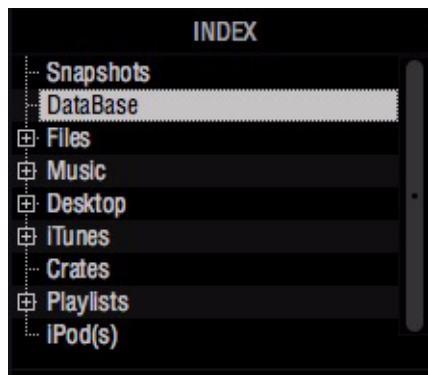 INDEX
Snapshots
DataBase
Files
Music
Desktop
iTunes
Crates
Playlists
iPod(s)